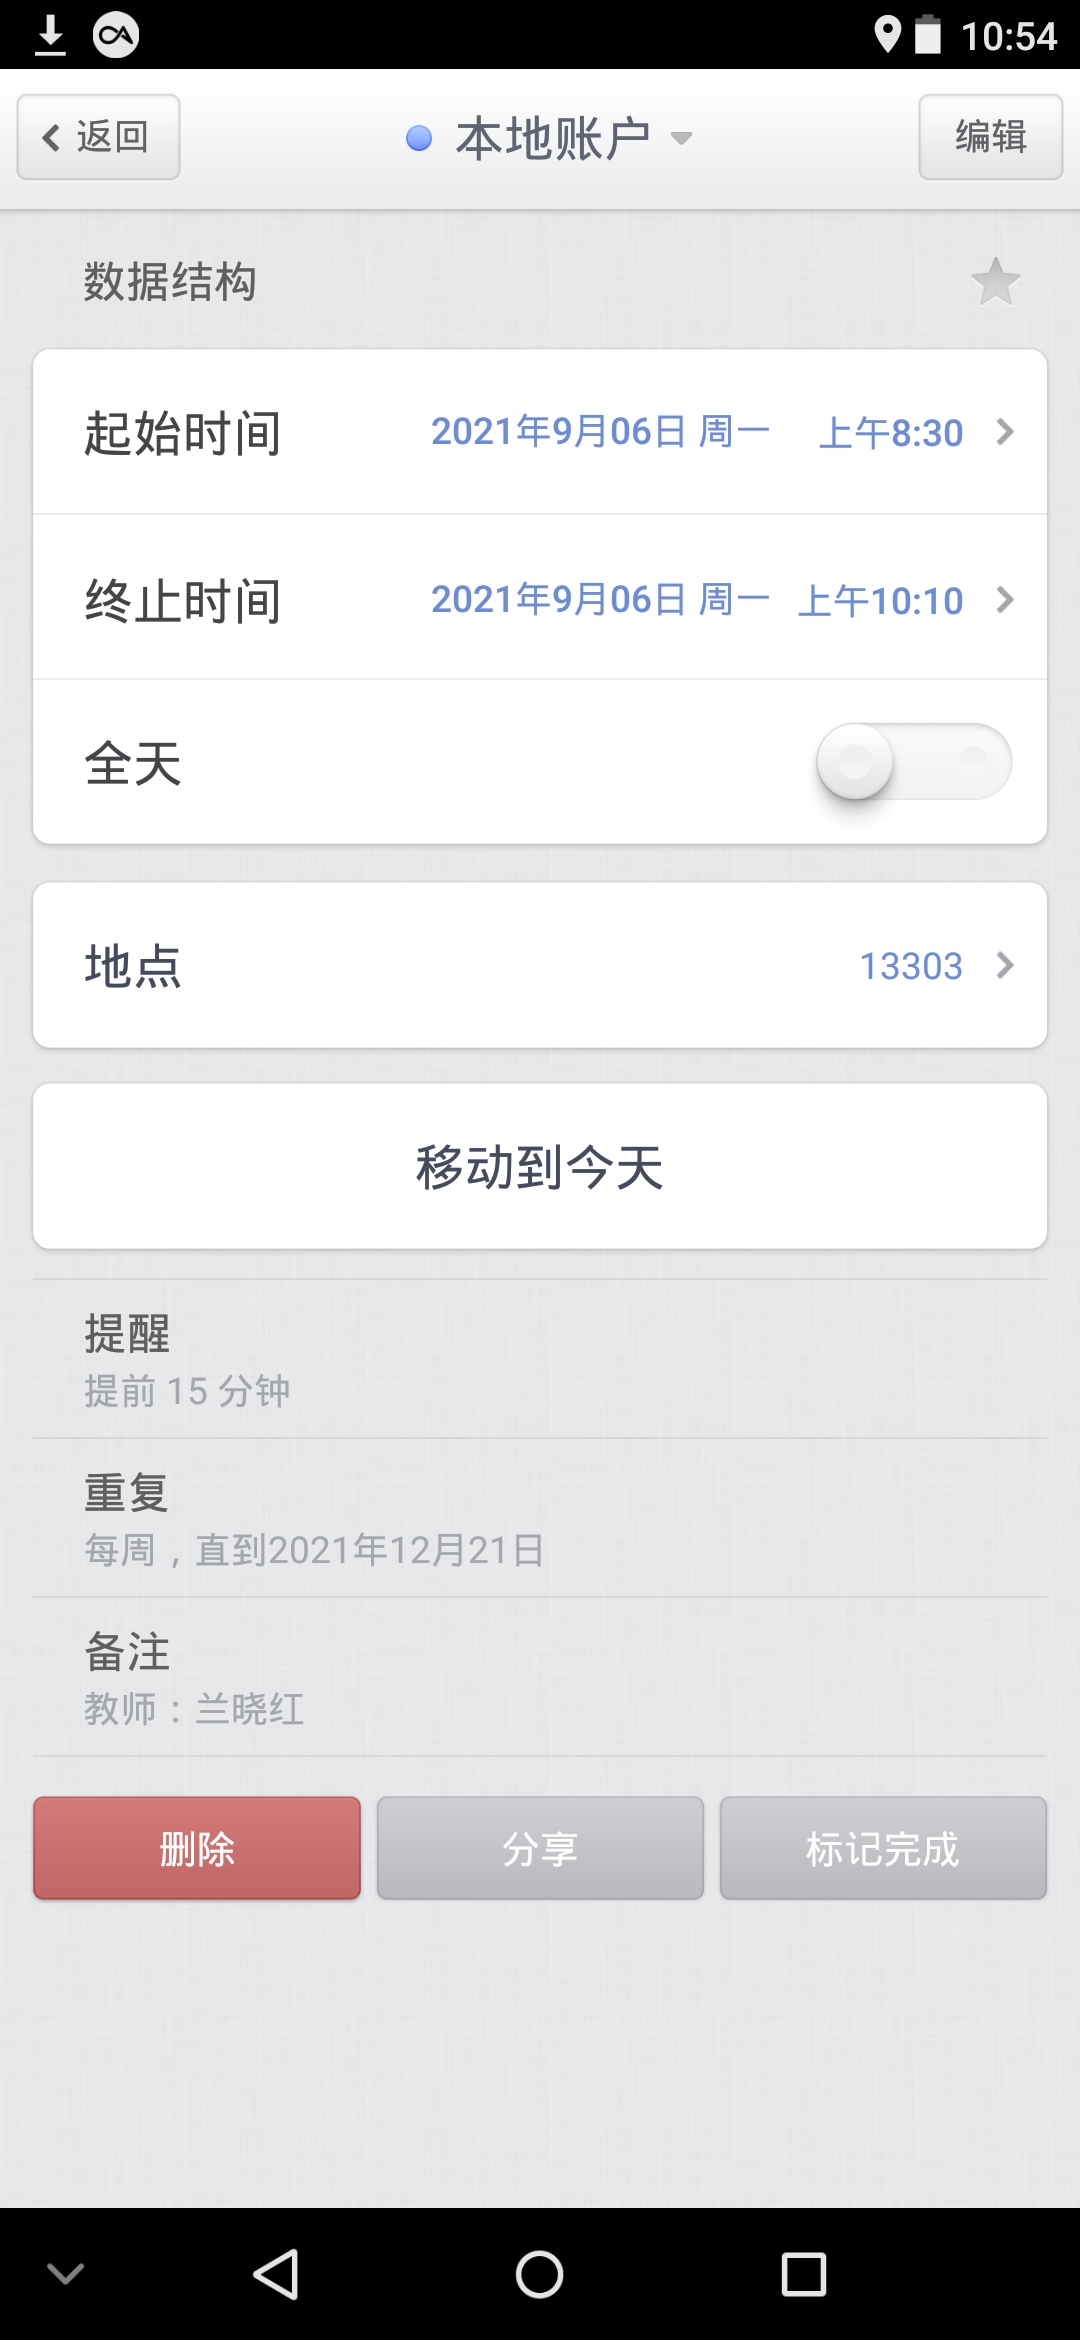 10:54
返回
本地账户
编辑
数据结构
起始时间 2021年9月06日 周一 上午8:30
终止时间 2021年9月06日 周一 上午10:10
全天
地点 13303
移动到今天
提醒
提前 15 分钟
重复
每周，直到2021年12月21日
备注
教师：兰晓红
删除 分享 标记完成